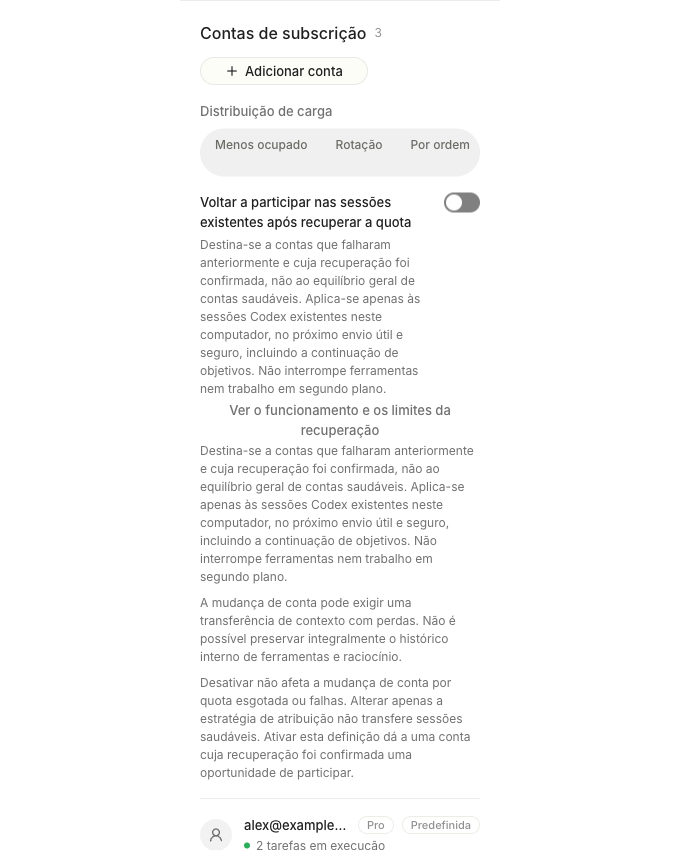 Contas de subscrição 3
+ Adicionar conta
Distribuição de carga
Menos ocupado Rotação Por ordem
Voltar a participar nas sessões
existentes após recuperar a quota
Destina-se a contas que falharam
anteriormente e cuja recuperação foi
confirmada, não ao equilíbrio geral de
contas saudáveis. Aplica-se apenas às
sessões Codex existentes neste
computador, no próximo envio útil e
seguro, incluindo a continuação de
objetivos. Não interrompe ferramentas
nem trabalho em segundo plano.
Ver o funcionamento e os limites da
recuperação
Destina-se a contas que falharam anteriormente
e cuja recuperação foi confirmada, não ao
equilíbrio geral de contas saudáveis. Aplica-se
apenas às sessões Codex existentes neste
computador, no próximo envio útil e seguro,
incluindo a continuação de objetivos. Não
interrompe ferramentas nem trabalho em
segundo plano.
A mudança de conta pode exigir uma
transferência de contexto com perdas. Não é
possível preservar integralmente o histórico
interno de ferramentas e raciocínio.
Desativar não afeta a mudança de conta por
quota esgotada ou falhas. Alterar apenas a
estratégia de atribuição não transfere sessões
saudáveis. Ativar esta definição dá a uma conta
cuja recuperação foi confirmada uma
oportunidade de participar.
alex@example... Pro Predefinida
2 tarefas em execução